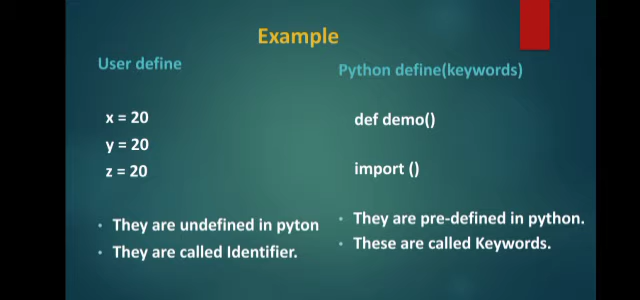 Example
User define
x = 20
y = 20
z = 20
• They are undefined in pyton
• They are called Identifier.
Python define(keywords)
def demo()
import ()
• They are pre-defined in python.
• These are called Keywords.